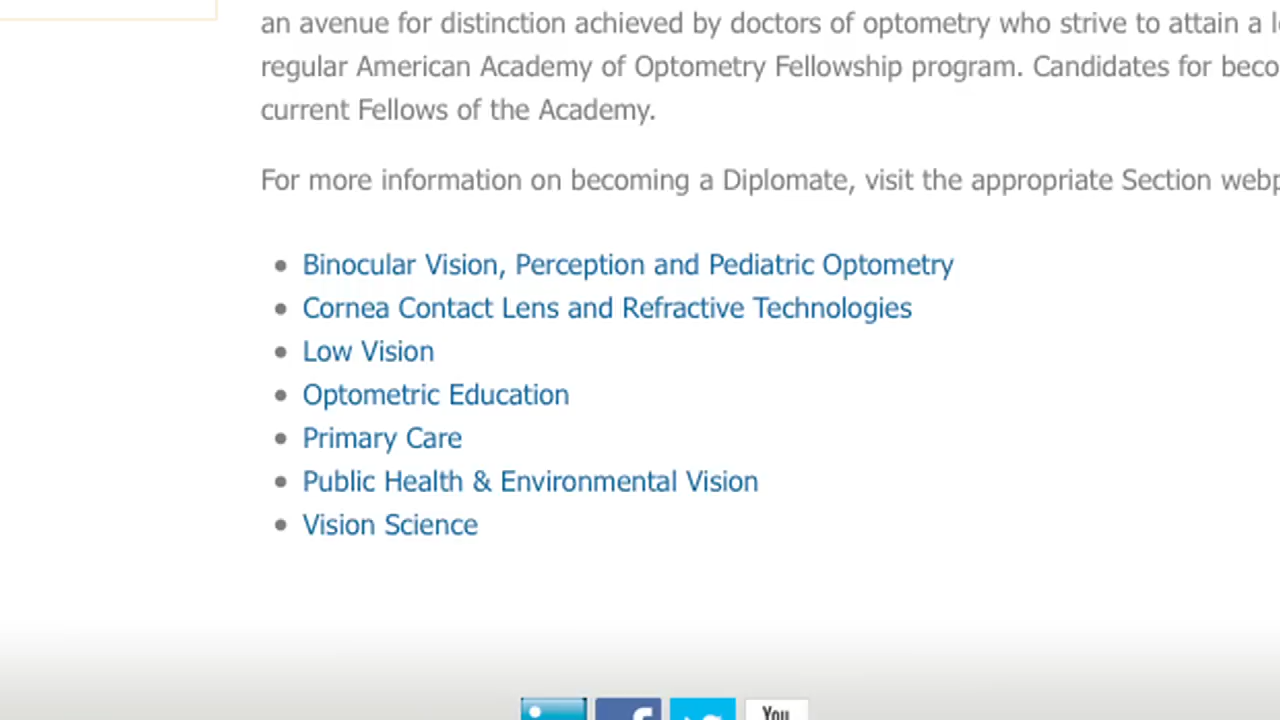 an avenue for distinction achieved by doctors of optometry who strive to attain a
regular American Academy of Optometry Fellowship program. Candidates for
current Fellows of the Academy.
For more information on becoming a Diplomate, visit the appropriate Section
Binocular Vision, Perception and Pediatric Optometry
Cornea Contact Lens and Refractive Technologies
Low Vision
Optometric Education
Primary Care
Public Health & Environmental Vision
Vision Science
You